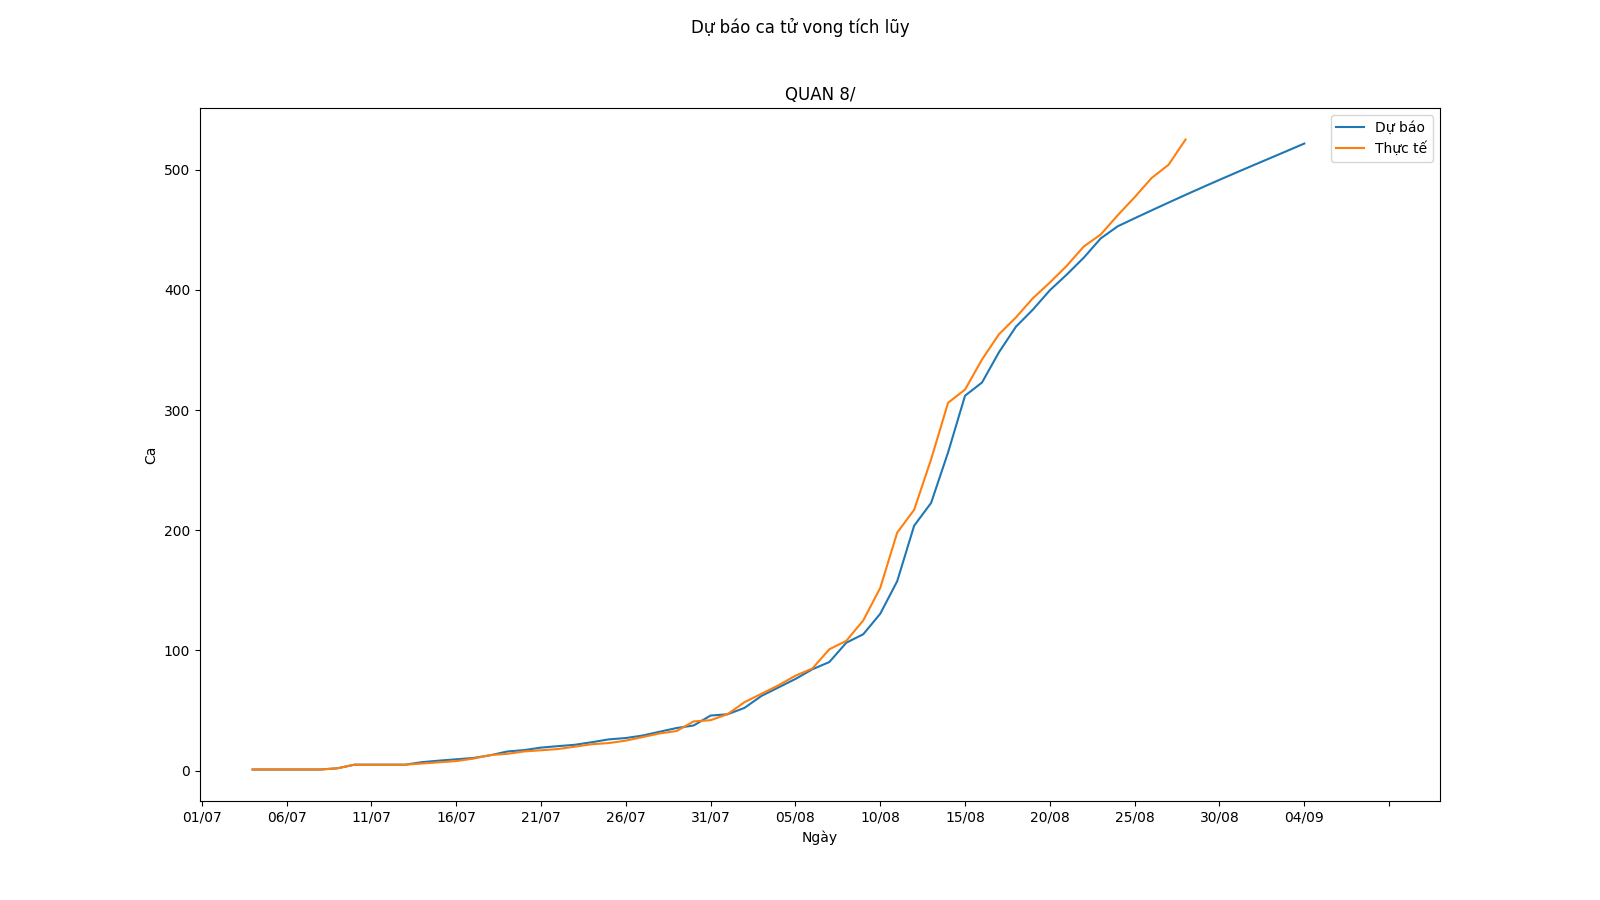 Dự báo ca tử vong tích lũy
QUAN 8/
Dự báo
Thực tế
500
400
300
200
100
0
Ca
01/07 06/07 11/07 16/07 21/07 26/07 31/07 05/08 10/08 15/08 20/08 25/08 30/08 04/09
Ngày